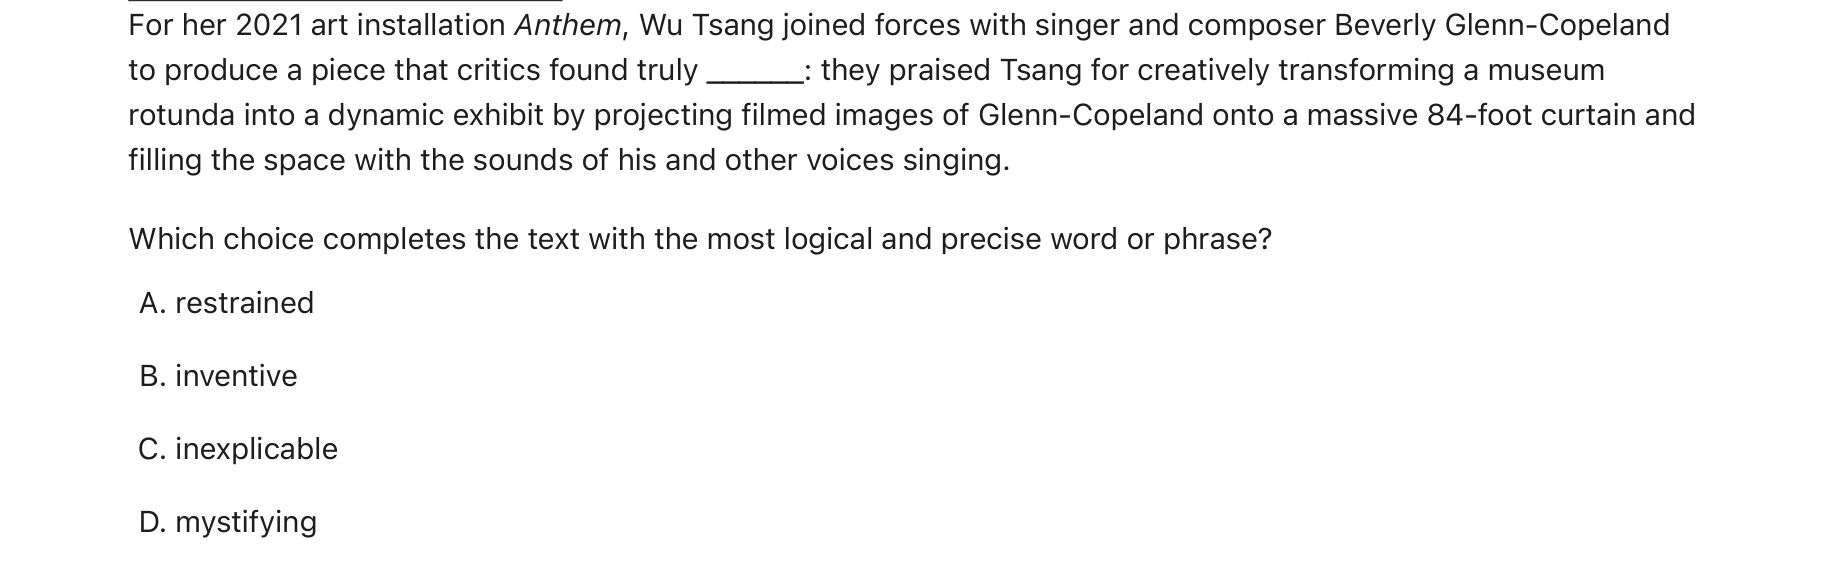 For her 2021 art installation Anthem, Wu Tsang joined forces with singer and composer Beverly Glenn-Copeland
to produce a piece that critics found truly ______: they praised Tsang for creatively transforming a museum
rotunda into a dynamic exhibit by projecting filmed images of Glenn-Copeland onto a massive 84-foot curtain and
filling the space with the sounds of his and other voices singing.
Which choice completes the text with the most logical and precise word or phrase?
A. restrained
B. inventive
C. inexplicable
D. mystifying